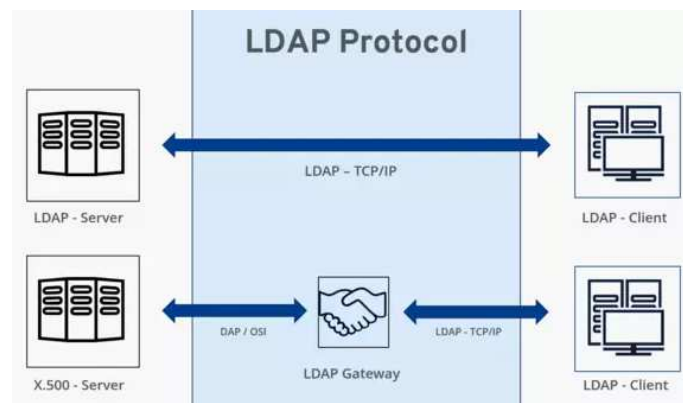 LDAP Protocol
LDAP – TCP/IP
LDAP - Server
LDAP - Client
DAP / OSI
LDAP - TCP/IP
LDAP Gateway
X.500 - Server
LDAP - Client